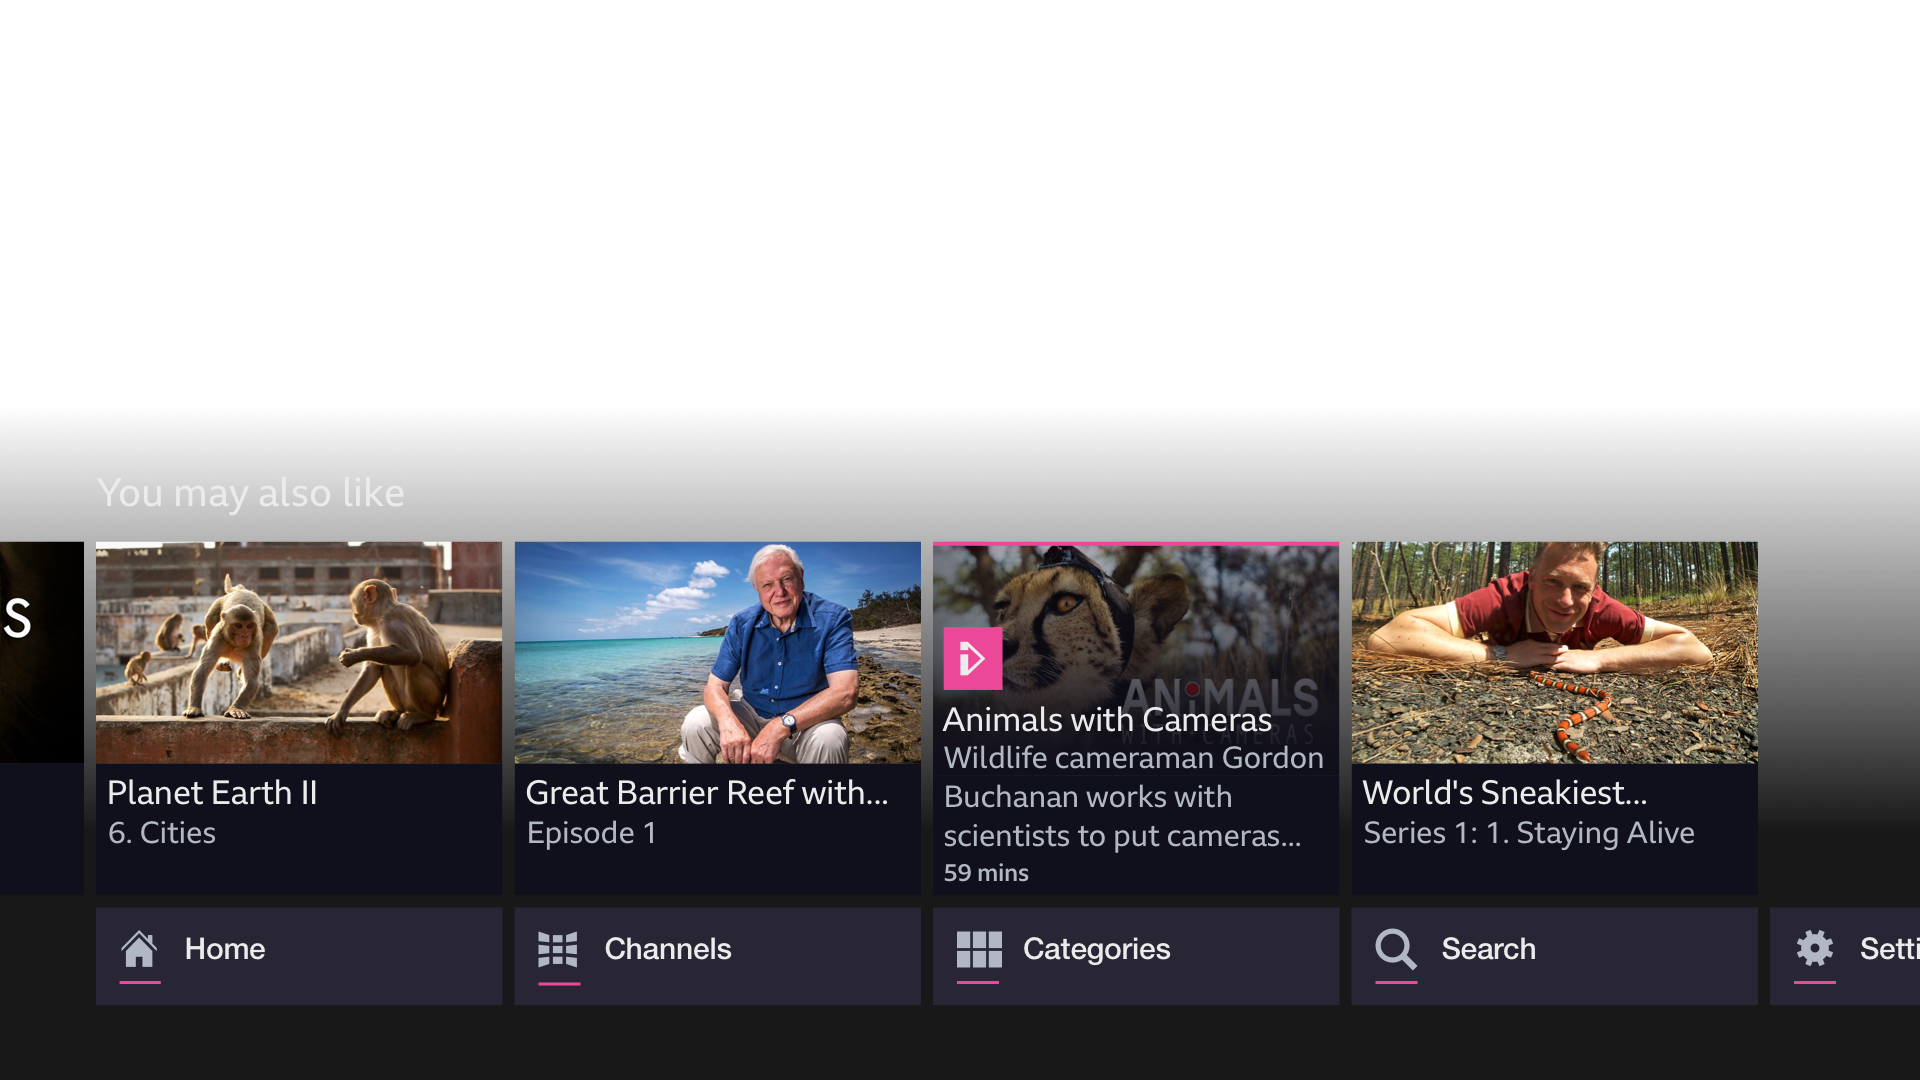 You may also like
S
Planet Earth II
6. Cities
Great Barrier Reef with...
Episode 1
ANIMALS
WITH CAMERAS
Animals with Cameras
Wildlife cameraman Gordon
Buchanan works with
scientists to put cameras...
59 mins
World's Sneakiest...
Series 1: 1. Staying Alive
Home
Channels
Categories
Search
Setti